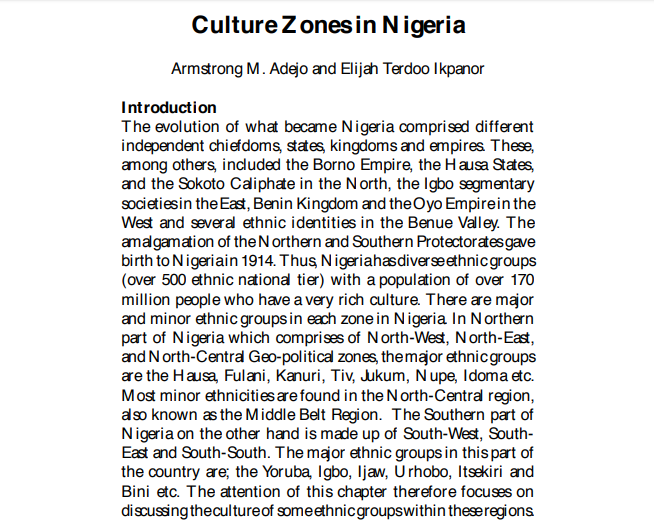 Culture Zones in Nigeria
Armstrong M. Adejo and Elijah Terdoo Ikpanor
Introduction
The evolution of what became Nigeria comprised different
independent chiefdoms, states, kingdoms and empires. These,
among others, included the Borno Empire, the Hausa States,
and the Sokoto Caliphate in the North, the Igbo segmentary
societies in the East, Benin Kingdom and the Oyo Empire in the
West and several ethnic identities in the Benue Valley. The
amalgamation of the Northern and Southern Protectorates gave
birth to Nigeria in 1914. Thus, Nigeria has diverse ethnic groups
(over 500 ethnic national tier) with a population of over 170
million people who have a very rich culture. There are major
and minor ethnic groups in each zone in Nigeria. In Northern
part of Nigeria which comprises of North-West, North-East,
and North-Central Geo-political zones, the major ethnic groups
are the Hausa, Fulani, Kanuri, Tiv, Jukum, Nupe, Idoma etc.
Most minor ethnicities are found in the North-Central region,
also known as the Middle Belt Region. The Southern part of
Nigeria on the other hand is made up of South-West, South-
East and South-South. The major ethnic groups in this part of
the country are; the Yoruba, Igbo, Ijaw, Urhobo, Itsekiri and
Bini etc. The attention of this chapter therefore focuses on
discussing the culture of some ethnic groups within these regions.